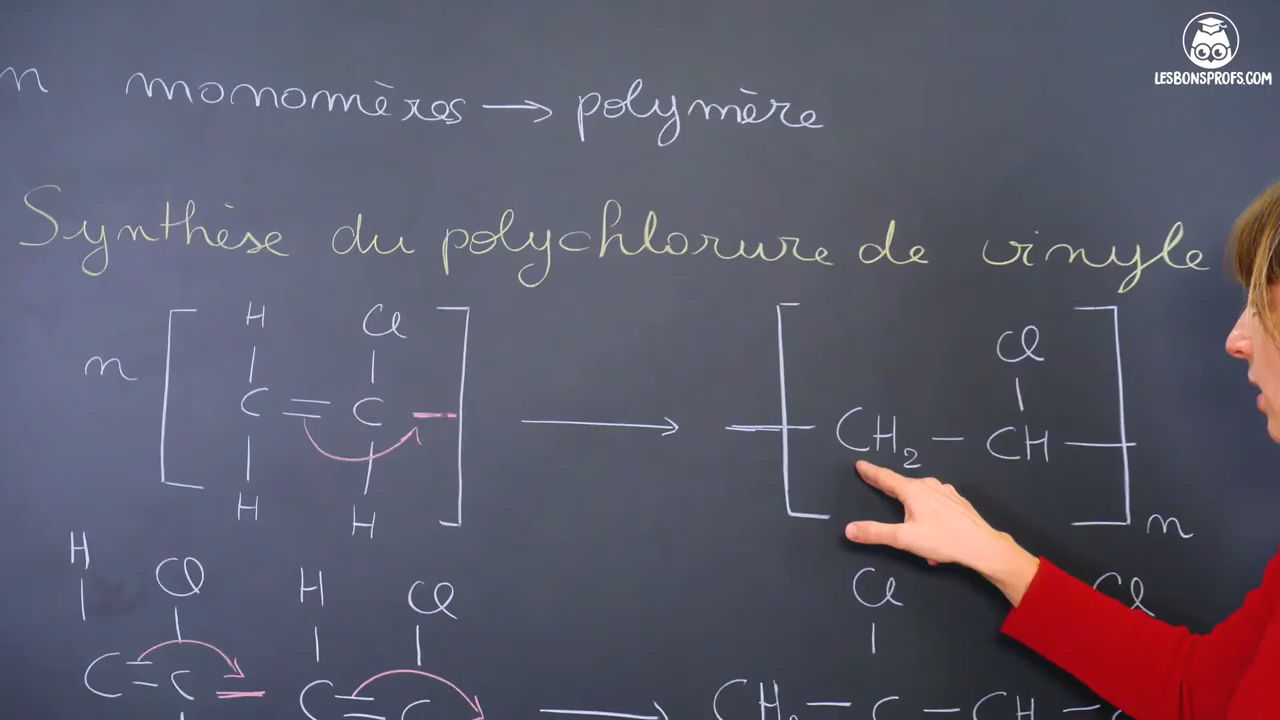 LESBONSPROFS.COM
n monomères → polymère
Synthèse du polychlorure de vinyle
H Cl
Cl
n C = C → CH2 — CH
H H n
H Cl H Cl Cl Cl
C = C C = C → CH2 — C — CH